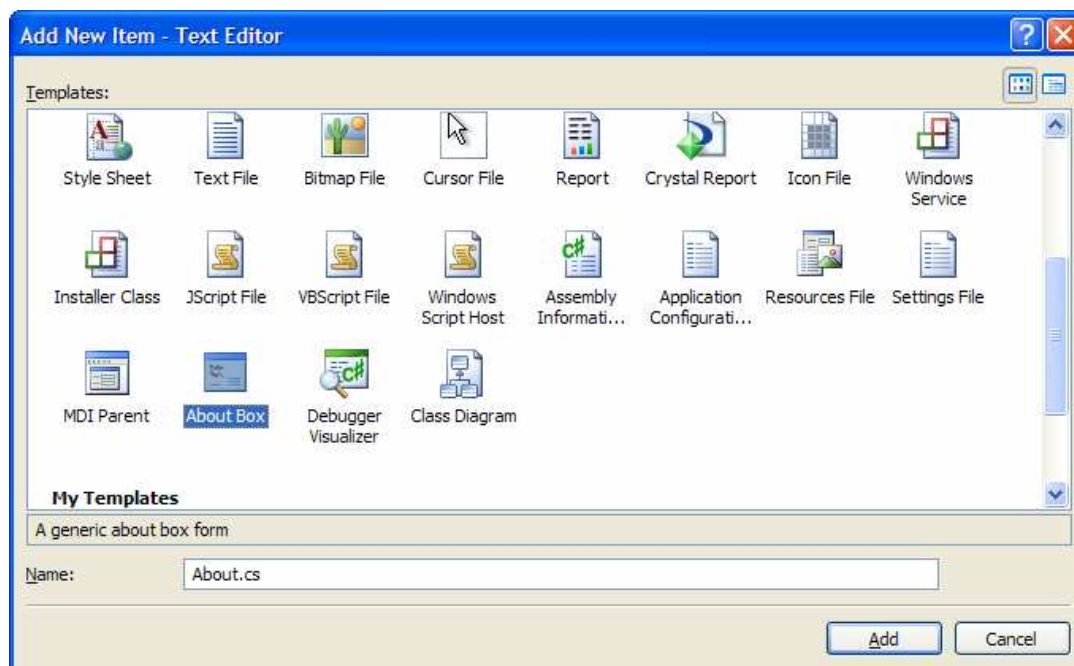 Add New Item - Text Editor
Templates:
Style Sheet
Text File
Bitmap File
Cursor File
Report
Crystal Report
Icon File
Windows
Service
Installer Class
JScript File
VBScript File
Windows
Script Host
Assembly
Informati...
Application
Configurati...
Resources File
Settings File
MDI Parent
About Box
Debugger
Visualizer
Class Diagram
My Templates
A generic about box form
Name:
About.cs
Add
Cancel